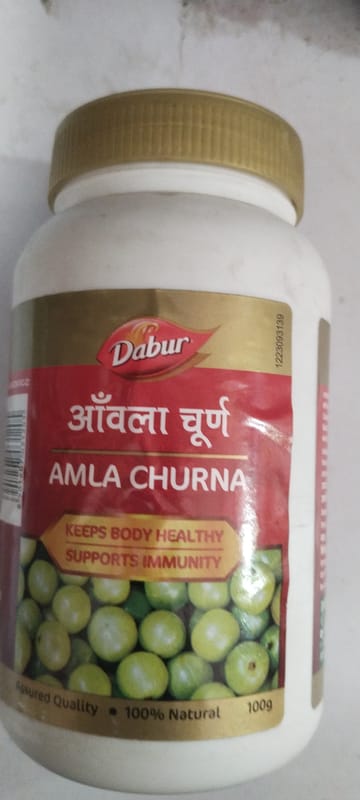 Dabur
1223093139
आँवला चूर्ण
AMLA CHURNA
KEEPS BODY HEALTHY
SUPPORTS IMMUNITY
Assured Quality • 100% Natural 100g